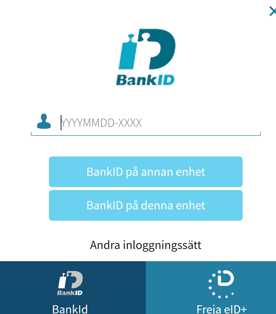 BankID
YYYYMMDD-XXXX
BankID på annan enhet
BankID på denna enhet
Andra inloggningssätt
BankID
BankId
Freja eID+